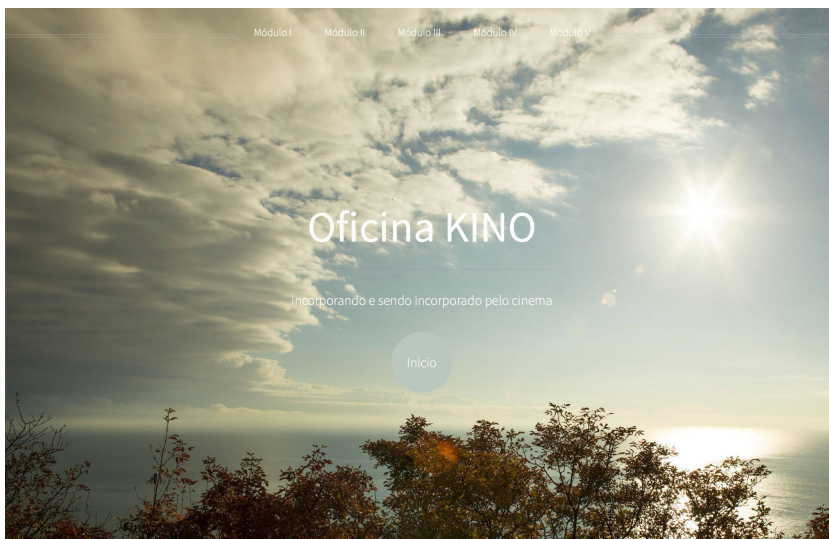 Módulo I Módulo II Módulo III Módulo IV Módulo V
Oficina KINO
Incorporando e sendo incorporado pelo cinema
Início